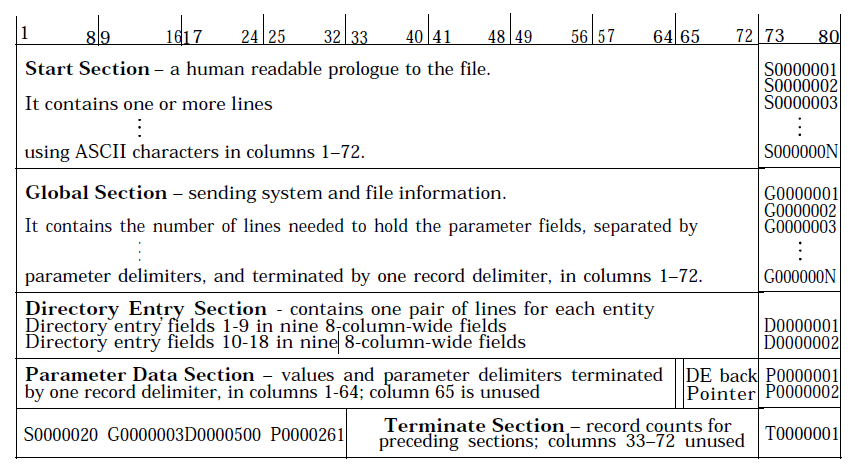 1 8 9 16 17 24 25 32 33 40 41 48 49 56 57 64 65 72 73 80
Start Section – a human readable prologue to the file. S0000001
S0000002
It contains one or more lines S0000003
⋮ ⋮
using ASCII characters in columns 1–72. S000000N
Global Section – sending system and file information. G0000001
G0000002
It contains the number of lines needed to hold the parameter fields, separated by G0000003
⋮ ⋮
parameter delimiters, and terminated by one record delimiter, in columns 1–72. G000000N
Directory Entry Section - contains one pair of lines for each entity
Directory entry fields 1-9 in nine 8-column-wide fields D0000001
Directory entry fields 10-18 in nine 8-column-wide fields D0000002
Parameter Data Section – values and parameter delimiters terminated DE back P0000001
by one record delimiter, in columns 1-64; column 65 is unused Pointer P0000002
Terminate Section – record counts for
S0000020 G0000003D0000500 P0000261 T0000001
preceding sections; columns 33–72 unused